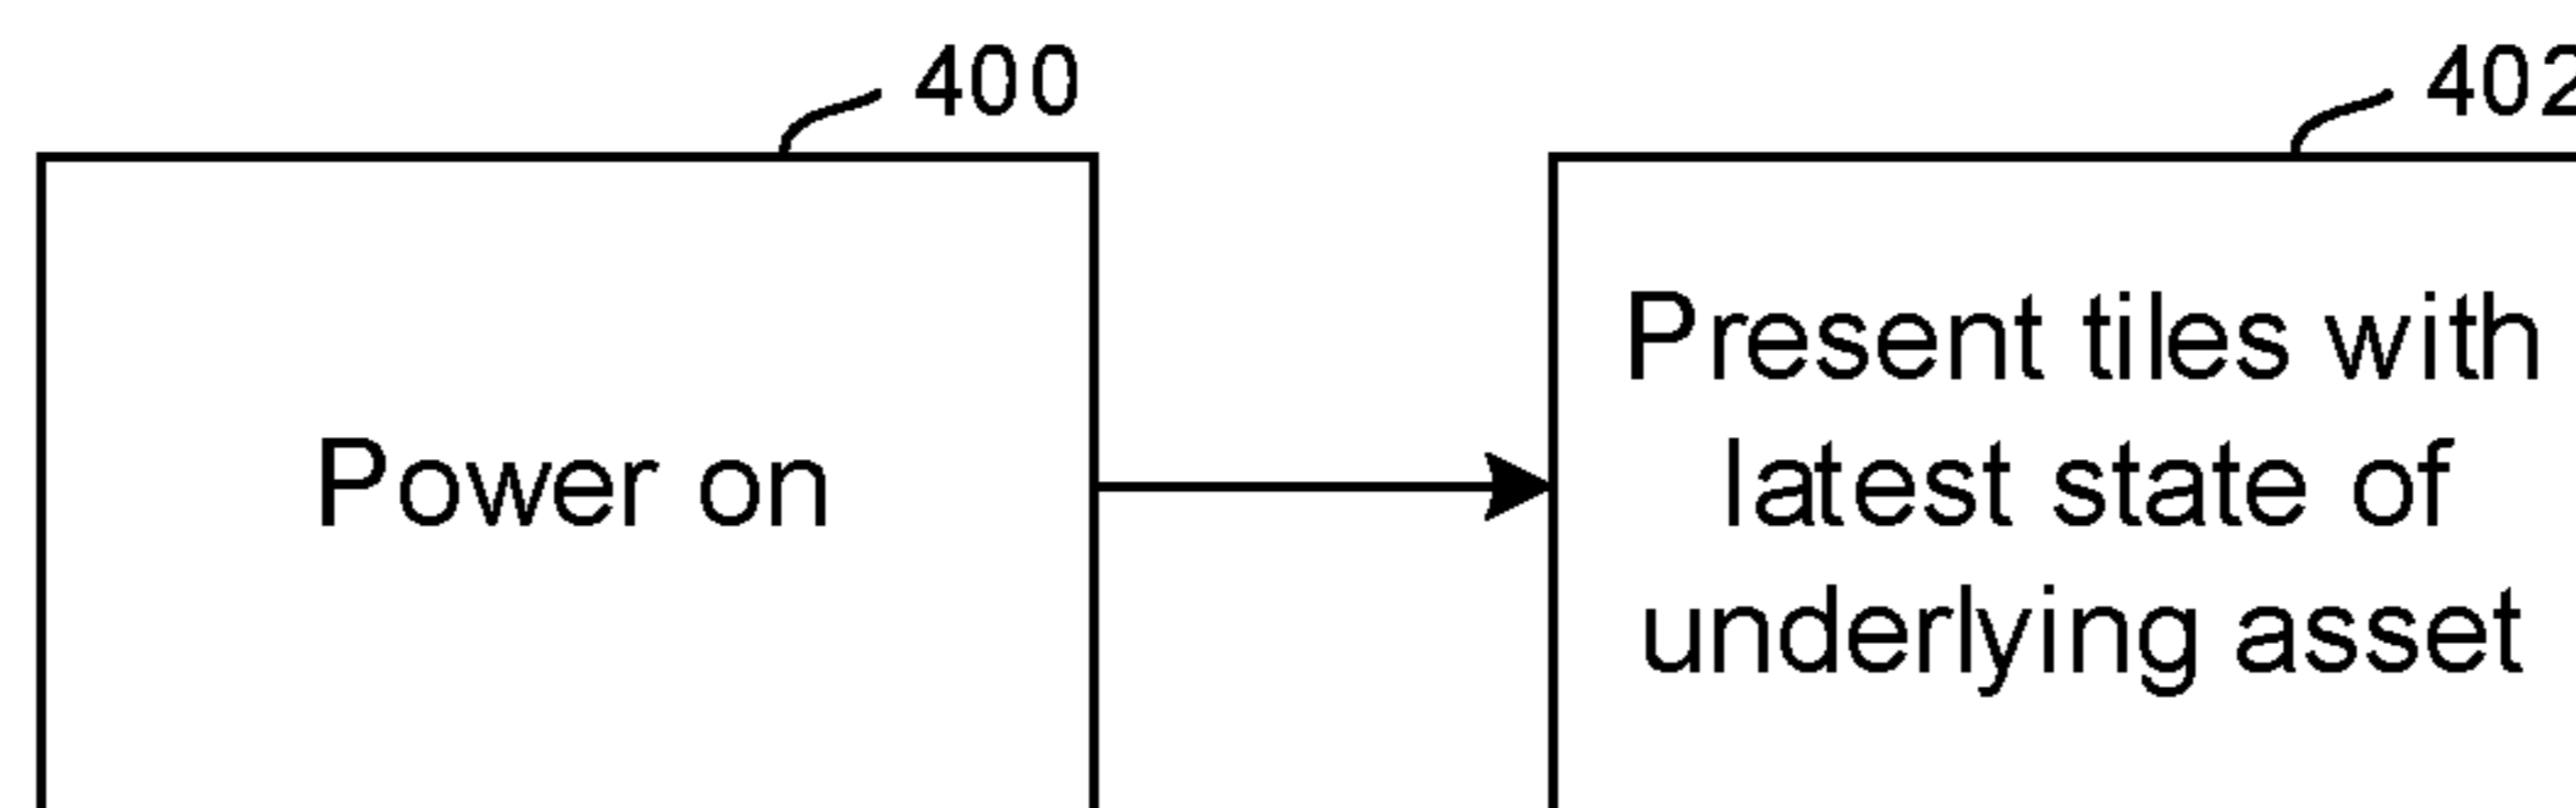 400
402
Power on
Present tiles with
latest state of
underlying asset